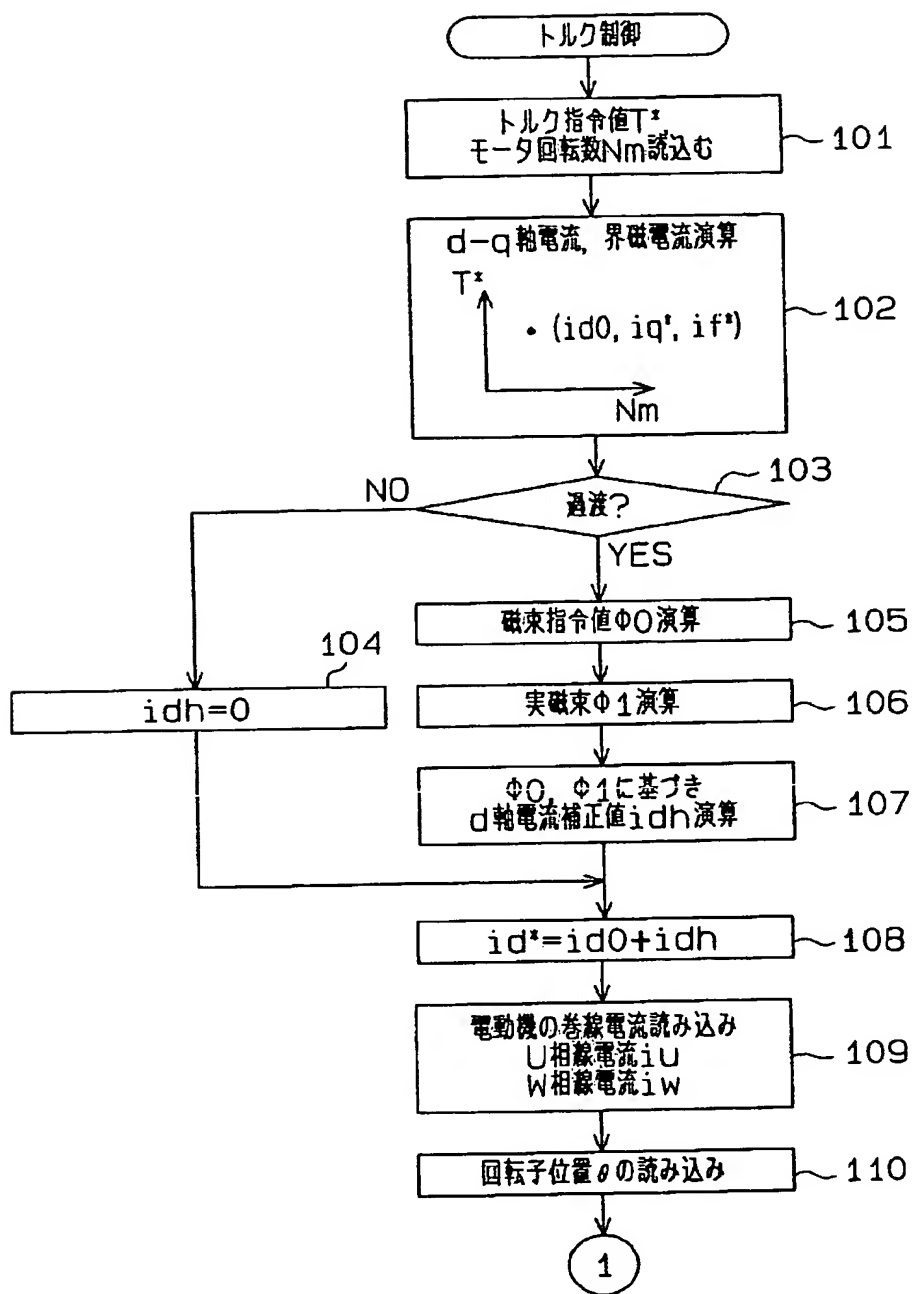 トルク制御
トルク指令値T*
モータ回転数Nm読込む
101
d-q軸電流, 界磁電流演算
T*
・(id0, iq*, if*)
Nm
102
103
過渡?
NO
YES
磁束指令値Φ0演算
105
104
idh=0
実磁束Φ1演算
106
Φ0, Φ1に基づき
d軸電流補正値idh演算
107
id*=id0+idh
108
電動機の巻線電流読み込み
U相線電流iu
W相線電流iw
109
回転子位置θの読み込み
110
1